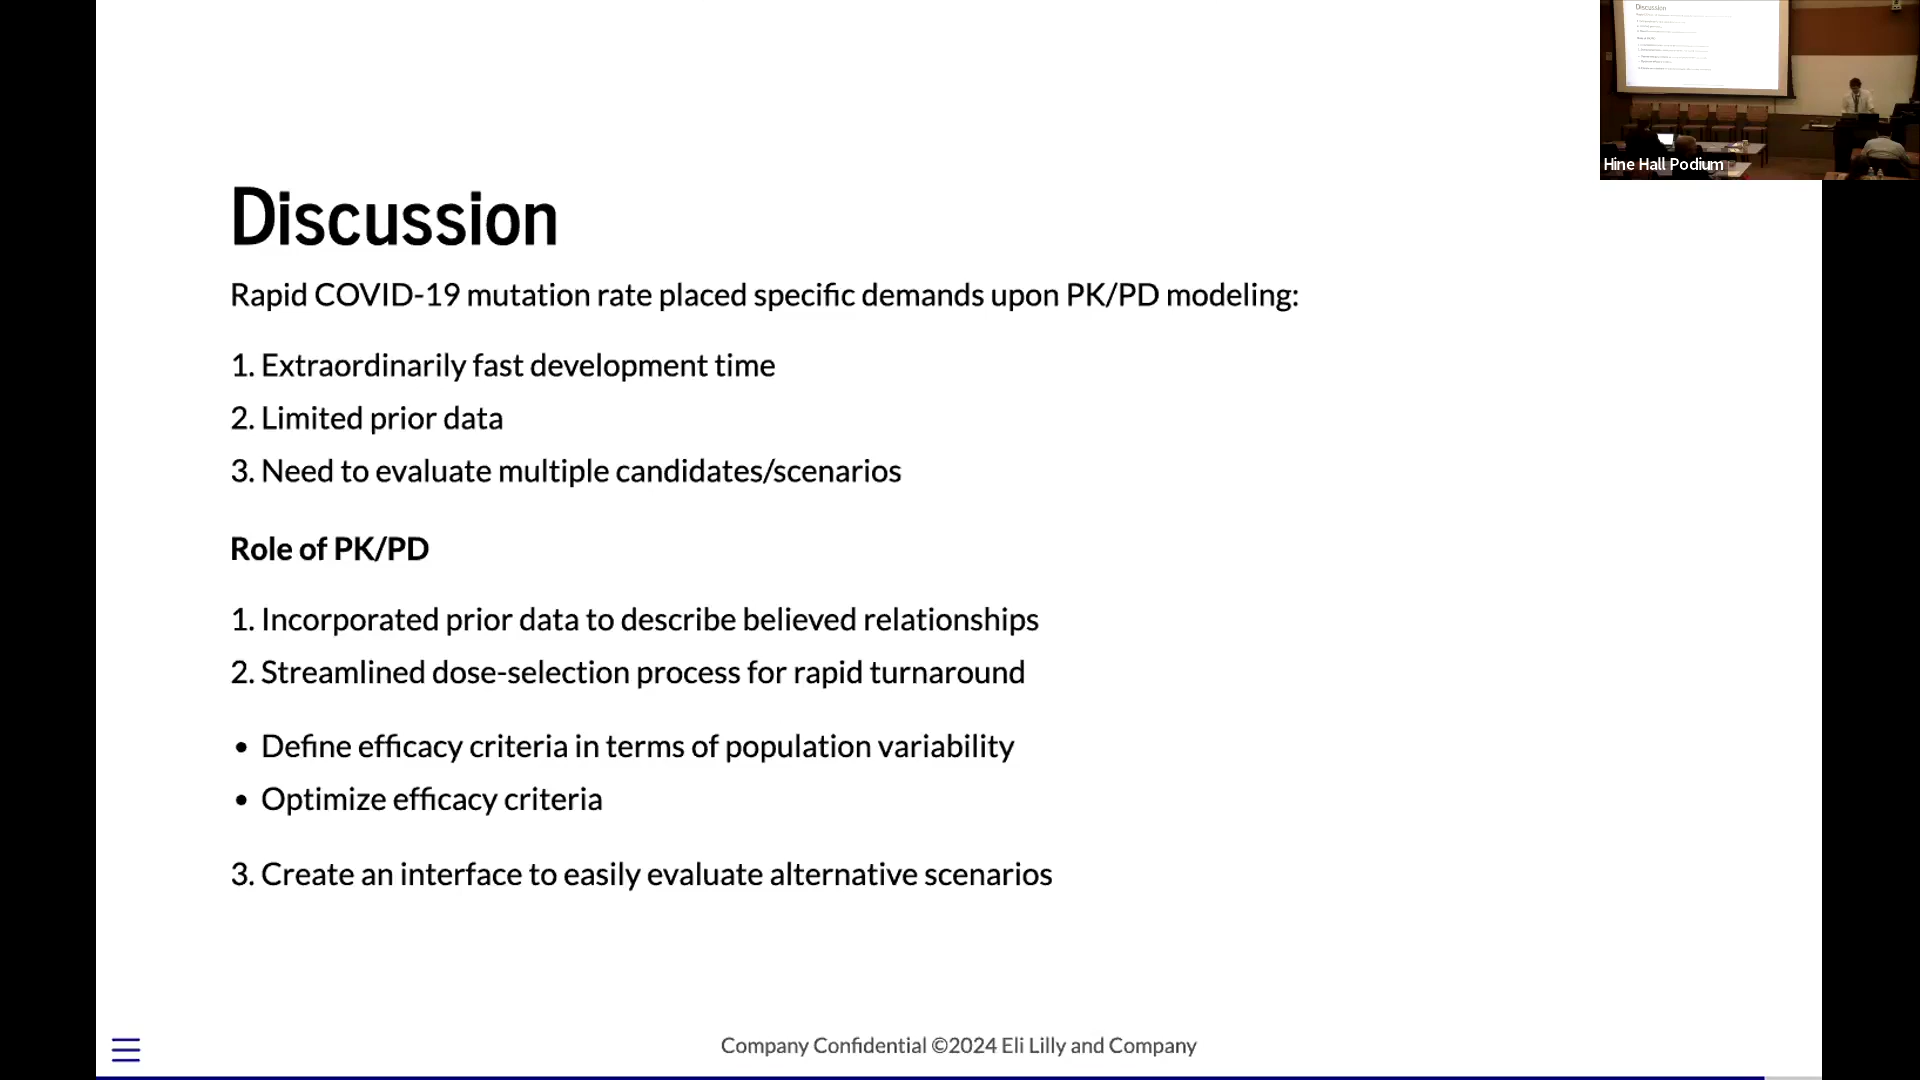 Discussion
Hine Hall Podium
Discussion
Rapid COVID-19 mutation rate placed specific demands upon PK/PD modeling:
1. Extraordinarily fast development time
2. Limited prior data
3. Need to evaluate multiple candidates/scenarios
Role of PK/PD
1. Incorporated prior data to describe believed relationships
2. Streamlined dose-selection process for rapid turnaround
• Define efficacy criteria in terms of population variability
• Optimize efficacy criteria
3. Create an interface to easily evaluate alternative scenarios
Company Confidential ©2024 Eli Lilly and Company